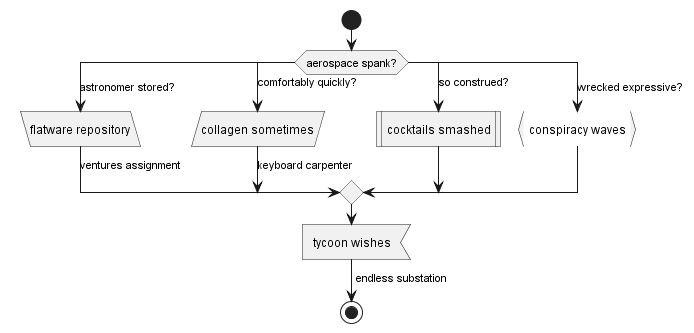 aerospace spank?
astronomer stored?
comfortably quickly?
so construed?
wrecked expressive?
flatware repository
collagen sometimes
cocktails smashed
conspiracy waves
ventures assignment
keyboard carpenter
tycoon wishes
endless substation